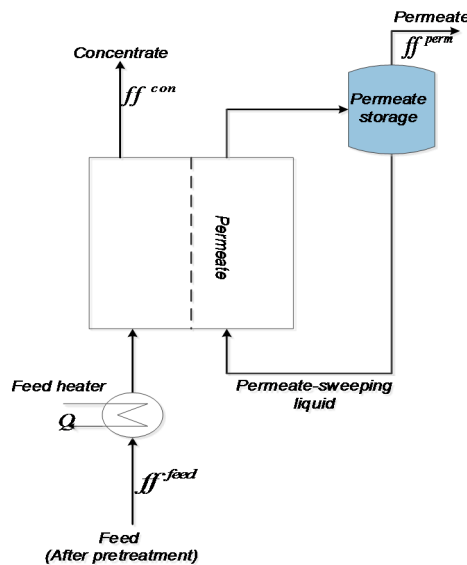 Permeate
ff perm
Concentrate
ff con
Permeate
storage
Permeate
Feed heater
Q
Permeate-sweeping
liquid
ff feed
Feed
(After pretreatment)